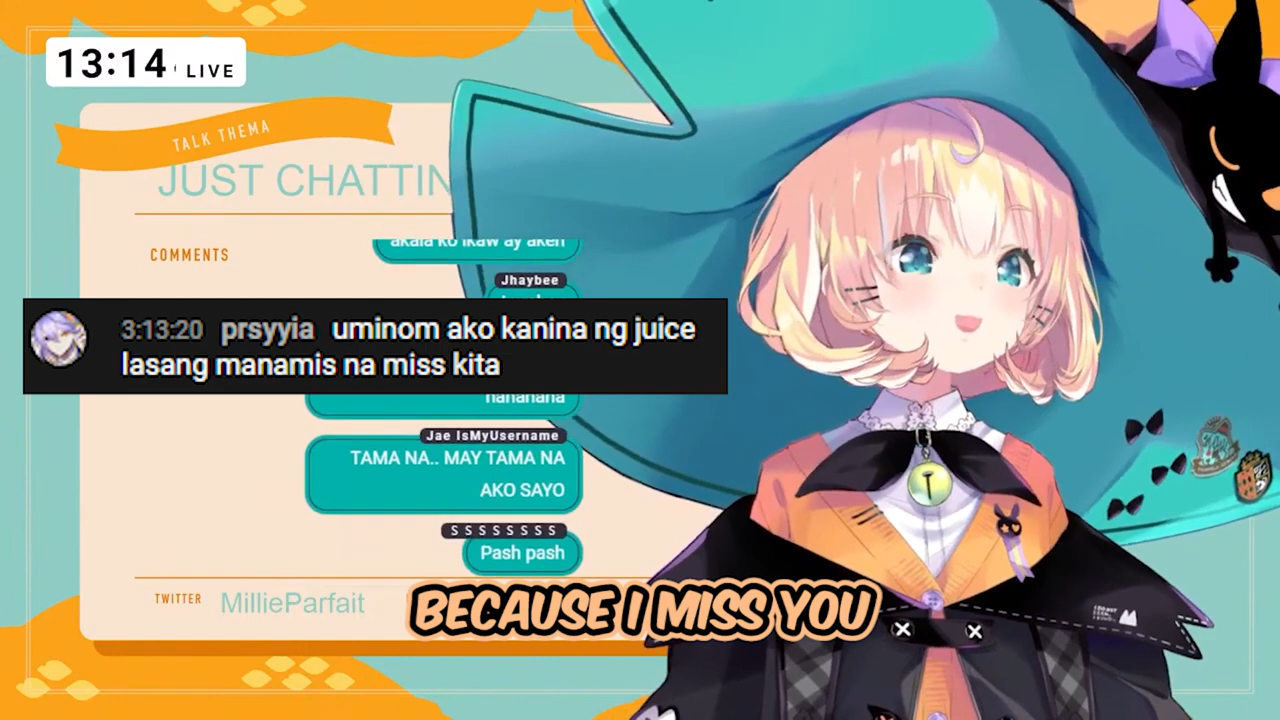 13:14 LIVE
TALK THEMA
JUST CHATTIN
COMMENTS
akala ko ikaw ay aken
Jhaybee
3:13:20 prsyyia uminom ako kanina ng juice
lasang manamis na miss kita
hahahaha
Jae IsMyUsername
TAMA NA.. MAY TAMA NA
AKO SAYO
S S S S S S S S
Pash pash
TWITTER MillieParfait
BECAUSE I MISS YOU